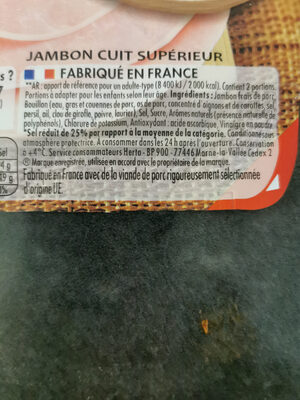 JAMBON CUIT SUPÉRIEUR
s ? FABRIQUÉ EN FRANCE
**AR : apport de référence pour un adulte-type (8 400 kJ / 2 000 kcal). Contient 2 portions.
Portions à adapter pour les enfants selon leur âge. Ingrédients : Jambon frais de porc,
Bouillon (eau, gras et couennes de porc, os de porc, concentré d'oignons et de carottes, Sel,
persil, ail, clou de girofle, poivre, laurier), Sel, Sucre, Arômes naturels (présence naturelle de
polyphénols), Chlorure de potassium, Antioxydant : acide ascorbique, Vinaigre en poudre
*Sel réduit de 25% par rapport à la moyenne de la catégorie. Conditionné sous
atmosphère protectrice. A consommer dans les 24 h après l'ouverture. Conservation
Sel à +4°C. Service consommateurs Herta - BP 900 - 77446 Marne-la-Vallée Cedex 2
4 g ® Marque enregistrée, utilisée en accord avec le propriétaire de la marque.
9 g Fabriqué en France avec de la viande de porc rigoureusement sélectionnée
% d'origine UE.